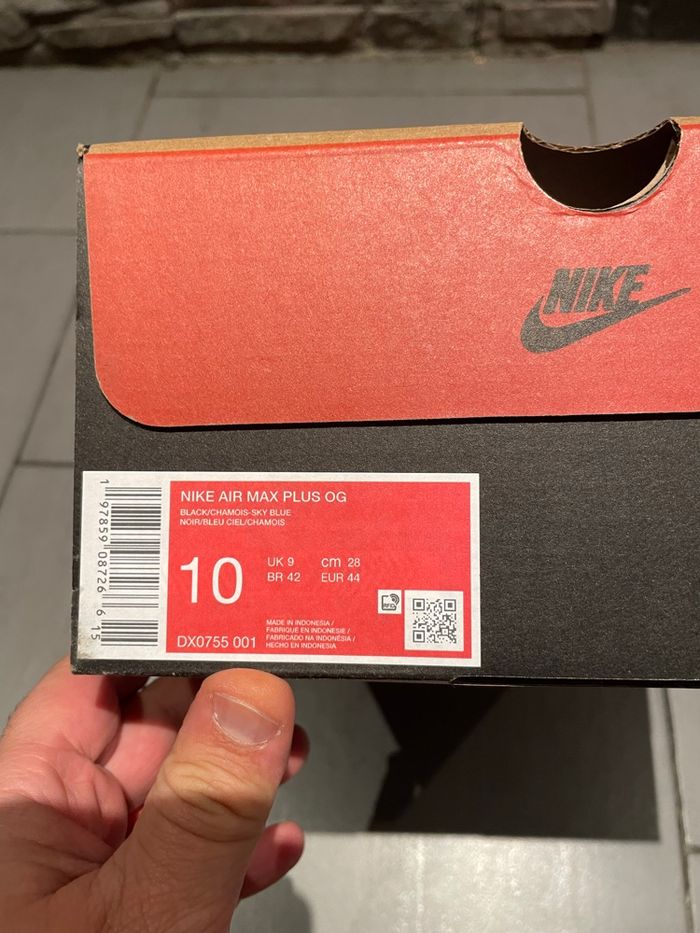 NIKE
NIKE AIR MAX PLUS OG
BLACK/CHAMOIS-SKY BLUE
NOIR/BLEU CIEL/CHAMOIS
10
UK 9 cm 28
BR 42 EUR 44
RFID
MADE IN INDONESIA /
FABRIQUÉ EN INDONESIE /
FABRICADO NA INDONÉSIA /
HECHO EN INDONESIA
DX0755 001
1 97859 08726 6 15